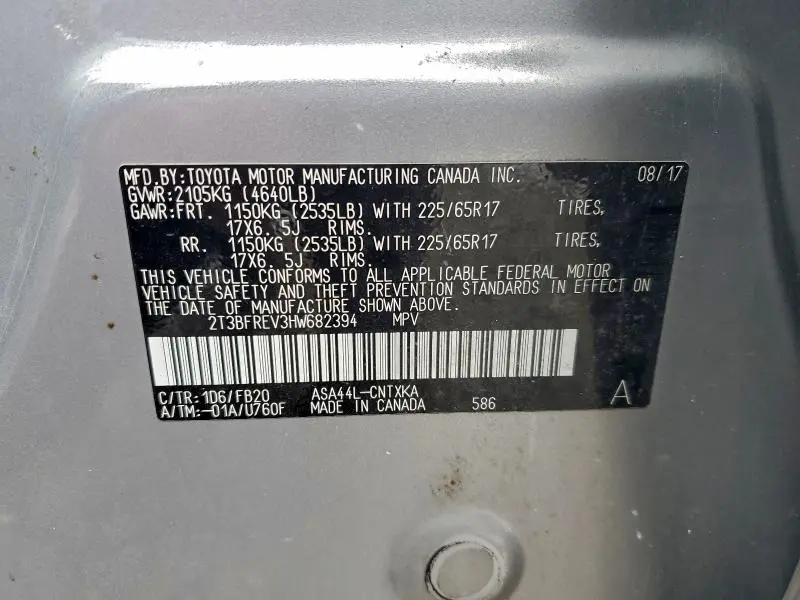 MFD.BY:TOYOTA MOTOR MANUFACTURING CANADA INC. 08/17
GVWR:2105KG (4640LB)
GAWR:FRT. 1150KG (2535LB) WITH 225/65R17 TIRES,
17X6.5J RIMS.
RR. 1150KG (2535LB) WITH 225/65R17 TIRES,
17X6.5J RIMS.
THIS VEHICLE CONFORMS TO ALL APPLICABLE FEDERAL MOTOR
VEHICLE SAFETY AND THEFT PREVENTION STANDARDS IN EFFECT ON
THE DATE OF MANUFACTURE SHOWN ABOVE.
2T3BFREV3HW682394 MPV
C/TR:1D6/FB20 ASA44L-CNTXKA
A/TM:-01A/U760F MADE IN CANADA 586 A